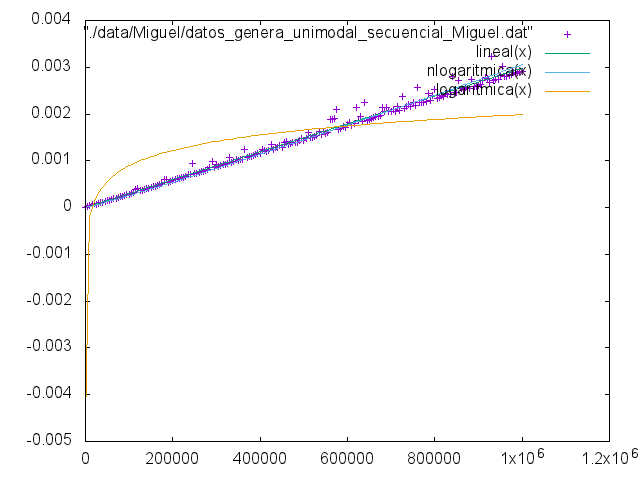 0.004
0.003
0.002
0.001
0
-0.001
-0.002
-0.003
-0.004
-0.005
"./data/Miguel/datos_genera_unimodal_secuencial_Miguel.dat"
lineal(x)
nlogaritmica(x)
logaritmica(x)
0 200000 400000 600000 800000 1x10^6 1.2x10^6